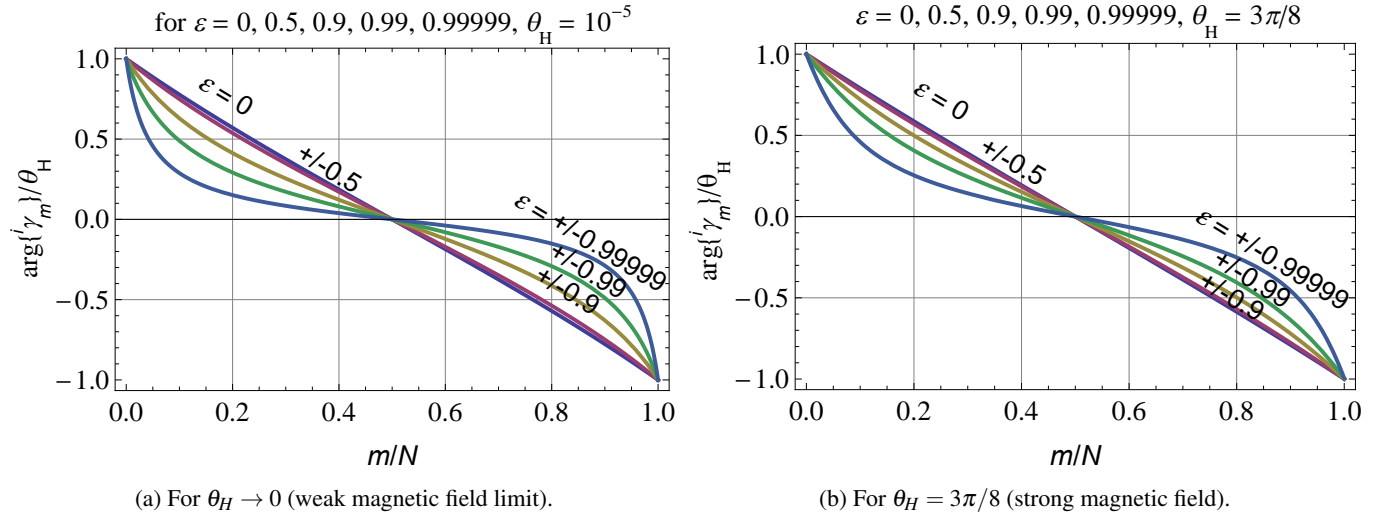 for ε = 0, 0.5, 0.9, 0.99, 0.99999, θ_H = 10^−5
arg{^iγ_m}/θ_H
1.0
0.5
0.0
−0.5
−1.0
ε = 0
+/-0.5
ε = +/-0.99999
+/-0.99
+/-0.9
0.0 0.2 0.4 0.6 0.8 1.0
m/N
(a) For θ_H → 0 (weak magnetic field limit).
ε = 0, 0.5, 0.9, 0.99, 0.99999, θ_H = 3π/8
arg{^iγ_m}/θ_H
1.0
0.5
0.0
−0.5
−1.0
ε = 0
+/-0.5
ε = +/-0.99999
+/-0.99
+/-0.9
0.0 0.2 0.4 0.6 0.8 1.0
m/N
(b) For θ_H = 3π/8 (strong magnetic field).